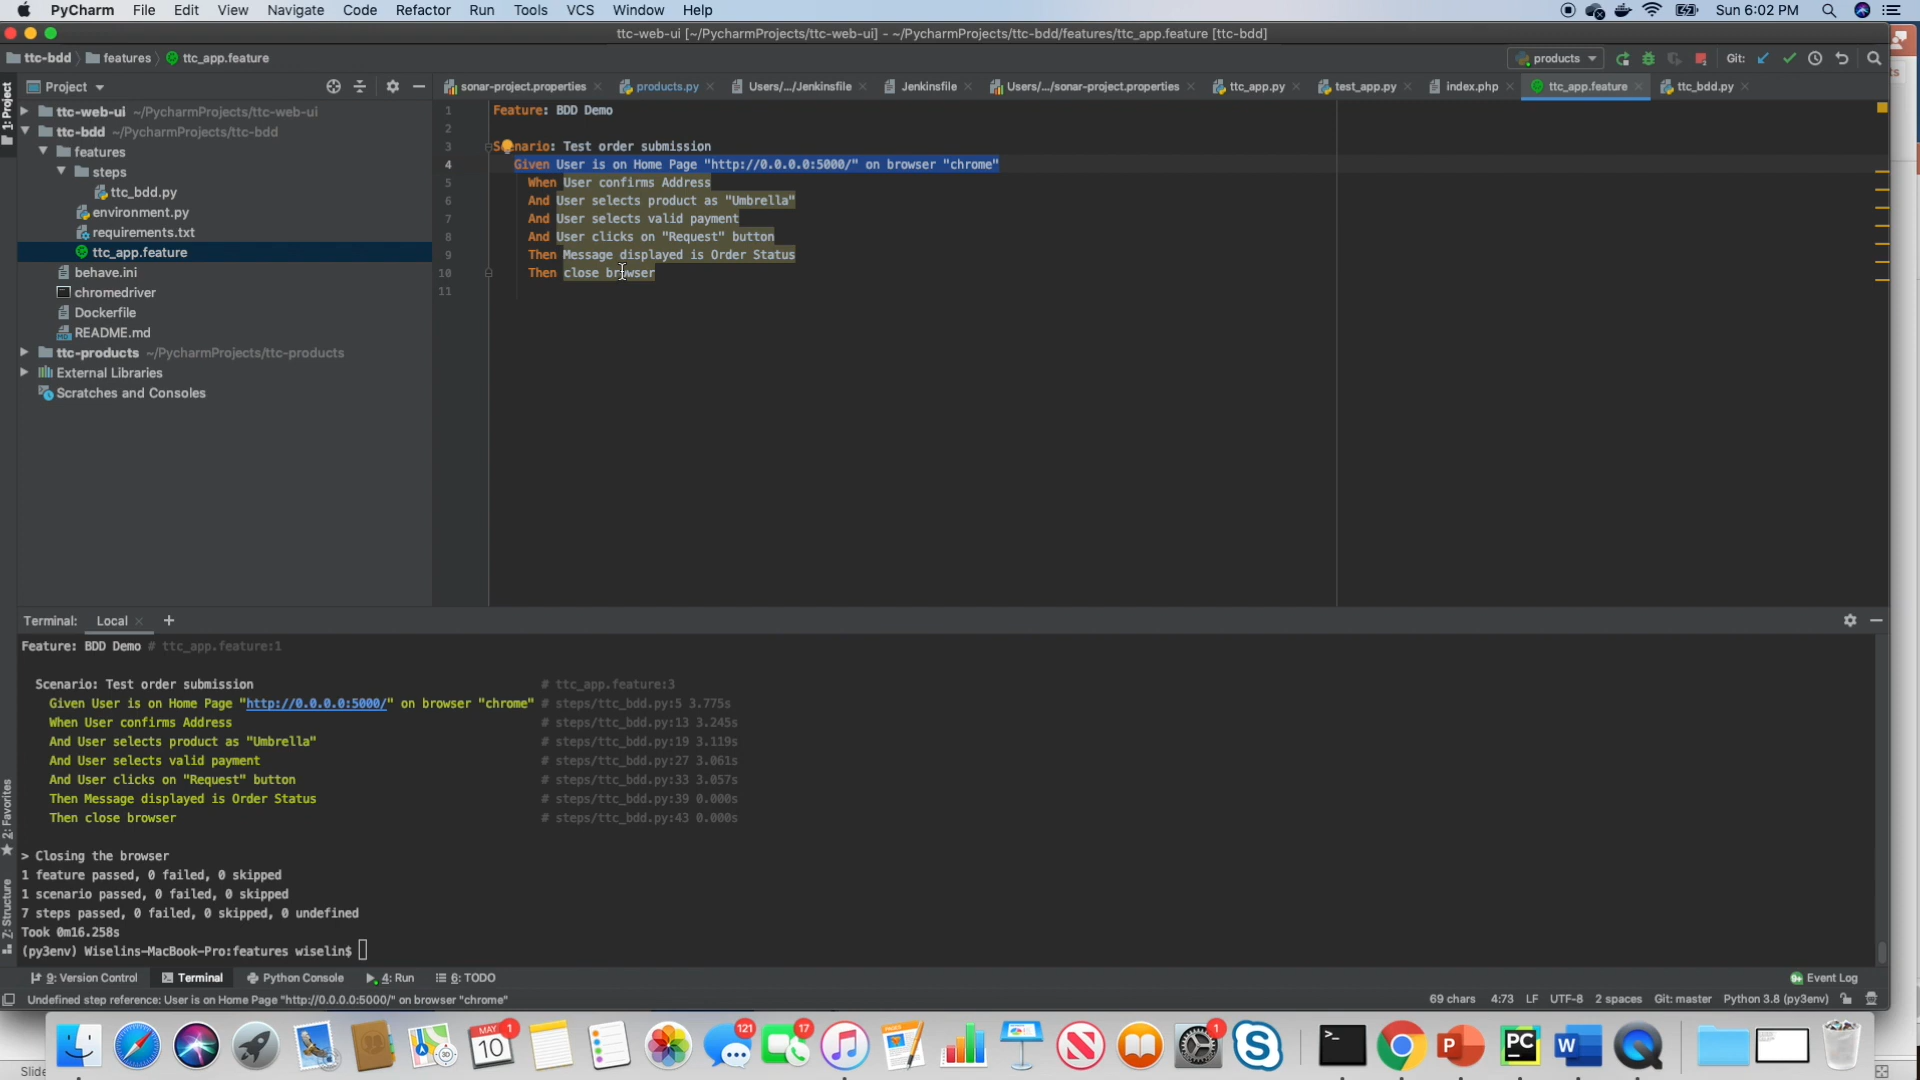 PyCharm File Edit View Navigate Code Refactor Run Tools VCS Window Help Sun 6:02 PM
ttc-web-ui [~/PycharmProjects/ttc-web-ui] - ~/PycharmProjects/ttc-bdd/features/ttc_app.feature [ttc-bdd]
ttc-bdd features ttc_app.feature products Git:
Project sonar-project.properties products.py Users/.../Jenkinsfile Jenkinsfile Users/.../sonar-project.properties ttc_app.py test_app.py index.php ttc_app.feature ttc_bdd.py
1: Project
ttc-web-ui ~/PycharmProjects/ttc-web-ui
ttc-bdd ~/PycharmProjects/ttc-bdd
features
steps
ttc_bdd.py
environment.py
requirements.txt
ttc_app.feature
behave.ini
chromedriver
Dockerfile
README.md
ttc-products ~/PycharmProjects/ttc-products
External Libraries
Scratches and Consoles
1 Feature: BDD Demo
2
3 Scenario: Test order submission
4 Given User is on Home Page "http://0.0.0.0:5000/" on browser "chrome"
5 When User confirms Address
6 And User selects product as "Umbrella"
7 And User selects valid payment
8 And User clicks on "Request" button
9 Then Message displayed is Order Status
10 Then close browser
11
Terminal: Local +
Feature: BDD Demo # ttc_app.feature:1
Scenario: Test order submission # ttc_app.feature:3
Given User is on Home Page "http://0.0.0.0:5000/" on browser "chrome" # steps/ttc_bdd.py:5 3.775s
When User confirms Address # steps/ttc_bdd.py:13 3.245s
And User selects product as "Umbrella" # steps/ttc_bdd.py:19 3.119s
And User selects valid payment # steps/ttc_bdd.py:27 3.061s
And User clicks on "Request" button # steps/ttc_bdd.py:33 3.057s
Then Message displayed is Order Status # steps/ttc_bdd.py:39 0.000s
Then close browser # steps/ttc_bdd.py:43 0.000s
> Closing the browser
1 feature passed, 0 failed, 0 skipped
1 scenario passed, 0 failed, 0 skipped
7 steps passed, 0 failed, 0 skipped, 0 undefined
Took 0m16.258s
(py3env) Wiselins-MacBook-Pro:features wiselin$
2: Favorites
7: Structure
9: Version Control Terminal Python Console 4: Run 6: TODO Event Log
Undefined step reference: User is on Home Page "http://0.0.0.0:5000/" on browser "chrome" 69 chars 4:73 LF UTF-8 2 spaces Git: master Python 3.8 (py3env)
MAY 10 1 121 17 1
PC P W
Slide